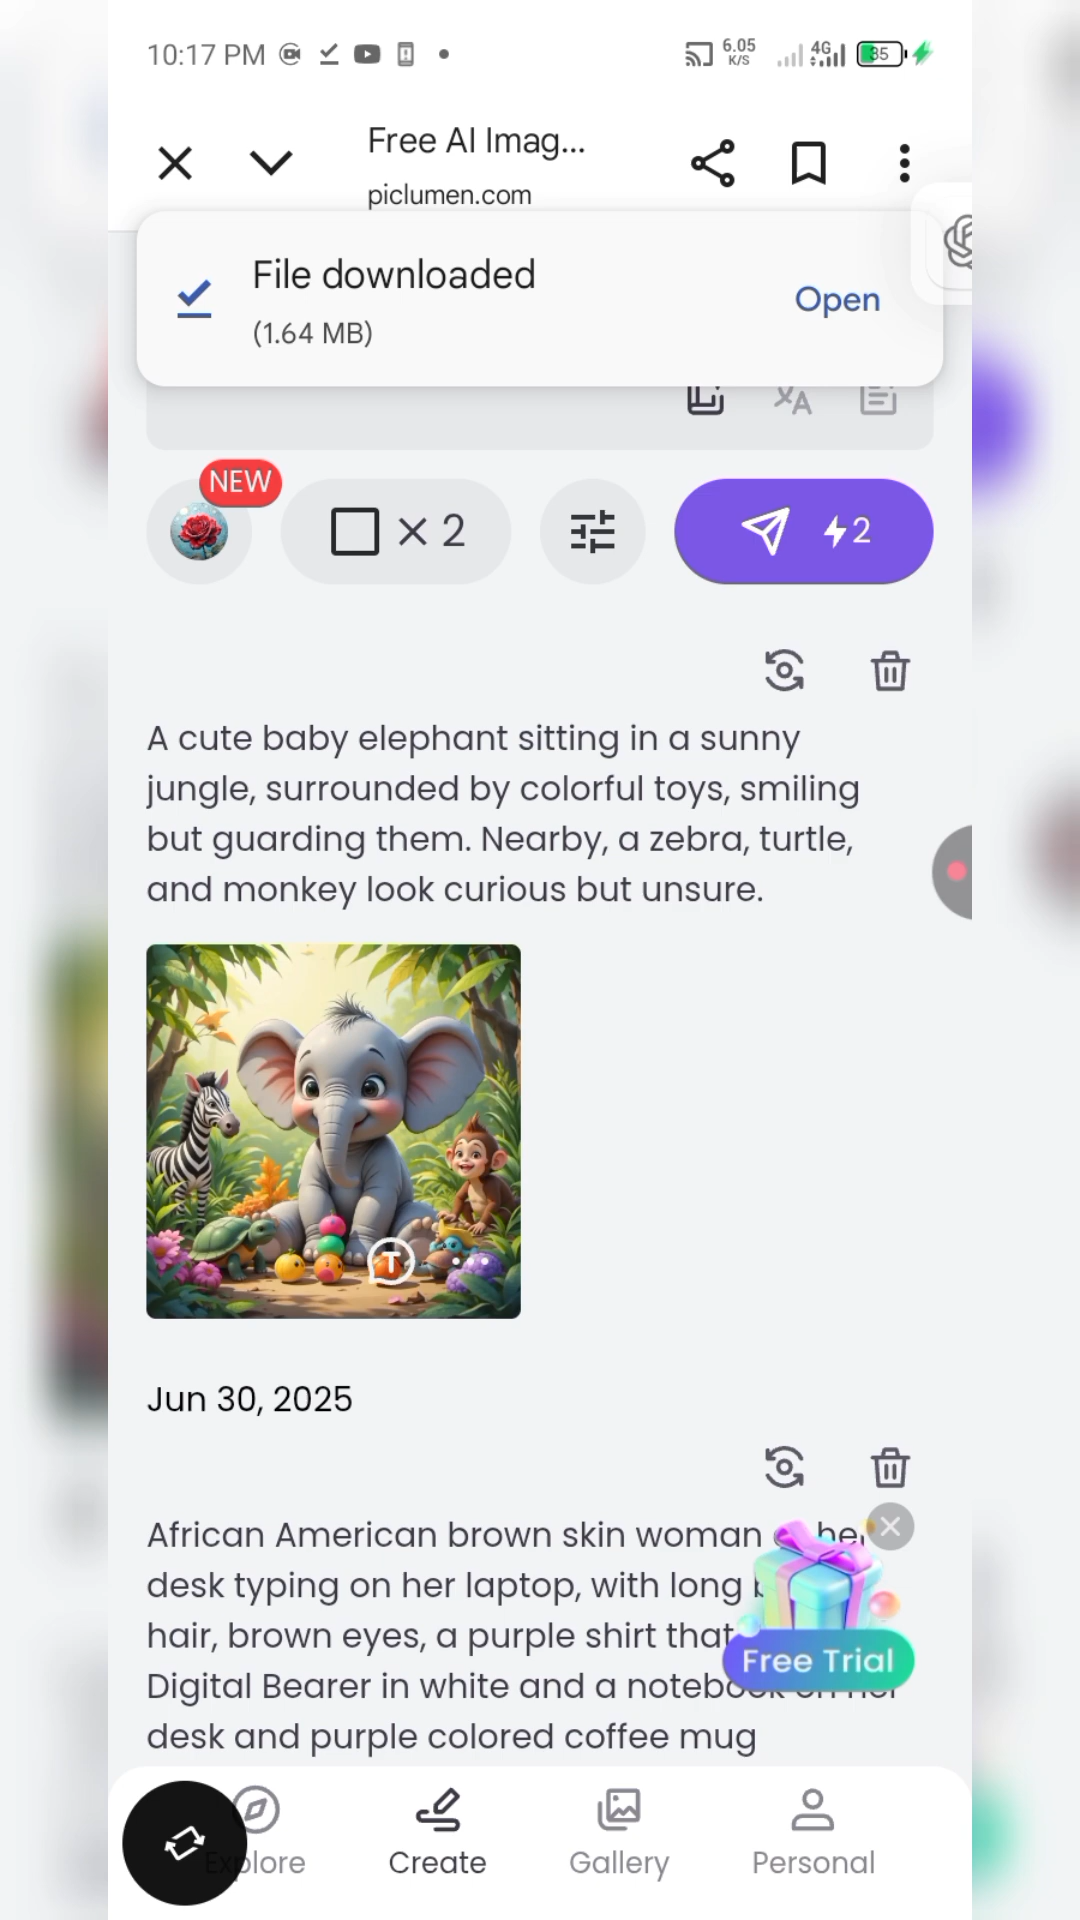 10:17 PM
6.05
K/S
4G
35
Free AI Imag...
piclumen.com
File downloaded
(1.64 MB)
Open
NEW
× 2
2
A cute baby elephant sitting in a sunny
jungle, surrounded by colorful toys, smiling
but guarding them. Nearby, a zebra, turtle,
and monkey look curious but unsure.
T
Jun 30, 2025
African American brown skin woman
desk typing on her laptop, with long
hair, brown eyes, a purple shirt that
Digital Bearer in white and a notebook on her
desk and purple colored coffee mug
Free Trial
Explore
Create
Gallery
Personal